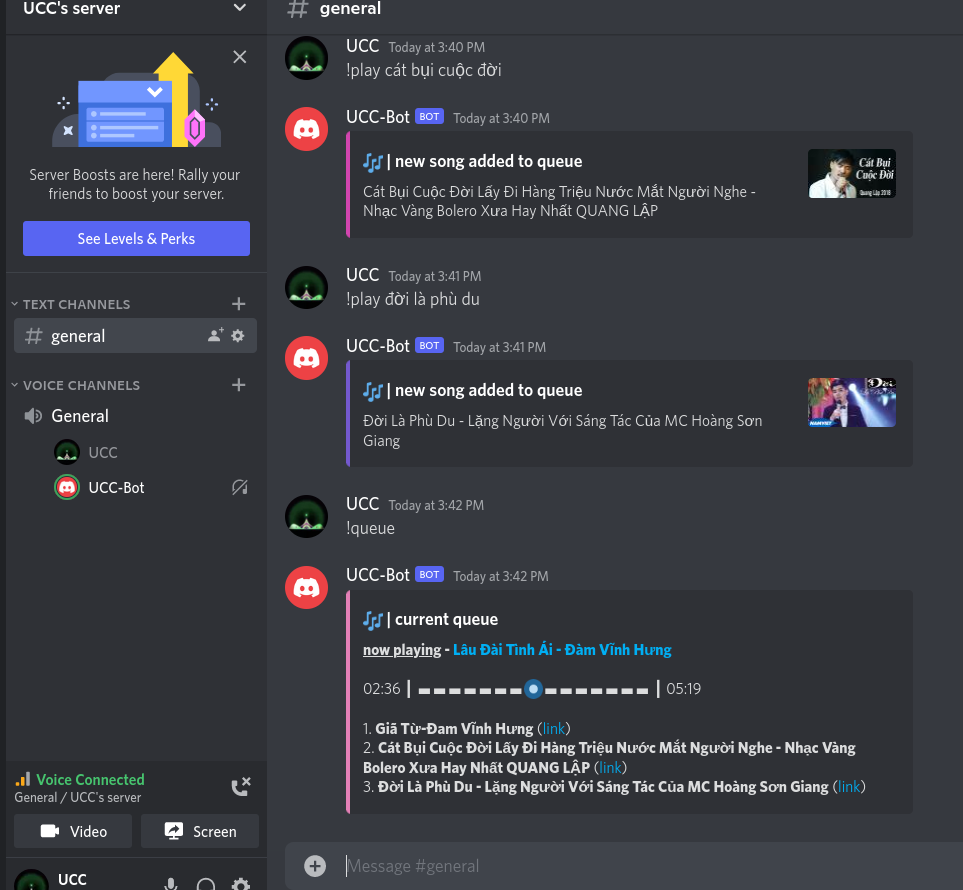 UCC's server
# general
Server Boosts are here! Rally your
friends to boost your server.
See Levels & Perks
TEXT CHANNELS
general
VOICE CHANNELS
General
UCC
UCC-Bot
Voice Connected
General / UCC's server
Video
Screen
UCC
UCC Today at 3:40 PM
!play cát bụi cuộc đời
UCC-Bot BOT Today at 3:40 PM
🎶 | new song added to queue
Cát Bụi Cuộc Đời Lấy Đi Hàng Triệu Nước Mắt Người Nghe -
Nhạc Vàng Bolero Xưa Hay Nhất QUANG LẬP
Cát Bụi
Cuộc Đời
Quang Lập 2018
UCC Today at 3:41 PM
!play đời là phù du
UCC-Bot BOT Today at 3:41 PM
🎶 | new song added to queue
Đời Là Phù Du - Lặng Người Với Sáng Tác Của MC Hoàng Sơn
Giang
UCC Today at 3:42 PM
!queue
UCC-Bot BOT Today at 3:42 PM
🎶 | current queue
now playing - Lâu Đài Tình Ái - Đàm Vĩnh Hưng
02:36 | | 05:19
1. Giã Từ-Đam Vĩnh Hưng (link)
2. Cát Bụi Cuộc Đời Lấy Đi Hàng Triệu Nước Mắt Người Nghe - Nhạc Vàng
Bolero Xưa Hay Nhất QUANG LẬP (link)
3. Đời Là Phù Du - Lặng Người Với Sáng Tác Của MC Hoàng Sơn Giang (link)
Message #general